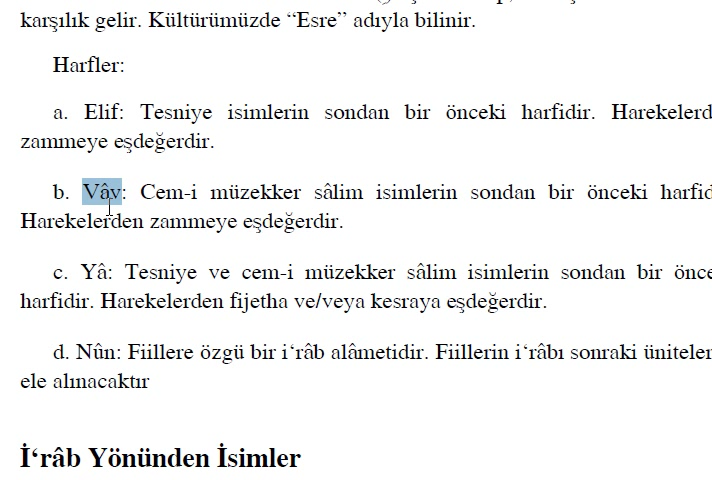 karşılık gelir. Kültürümüzde “Esre” adıyla bilinir.
Harfler:
a. Elif: Tesniye isimlerin sondan bir önceki harfidir. Harekelerd
zammeye eşdeğerdir.
b. Vâv: Cem-i müzekker sâlim isimlerin sondan bir önceki harfid
Harekelerden zammeye eşdeğerdir.
c. Yâ: Tesniye ve cem-i müzekker sâlim isimlerin sondan bir önce
harfidir. Harekelerden fijetha ve/veya kesraya eşdeğerdir.
d. Nûn: Fiillere özgü bir i‘râb alâmetidir. Fiillerin i‘râbı sonraki üniteler
ele alınacaktır
İ‘râb Yönünden İsimler